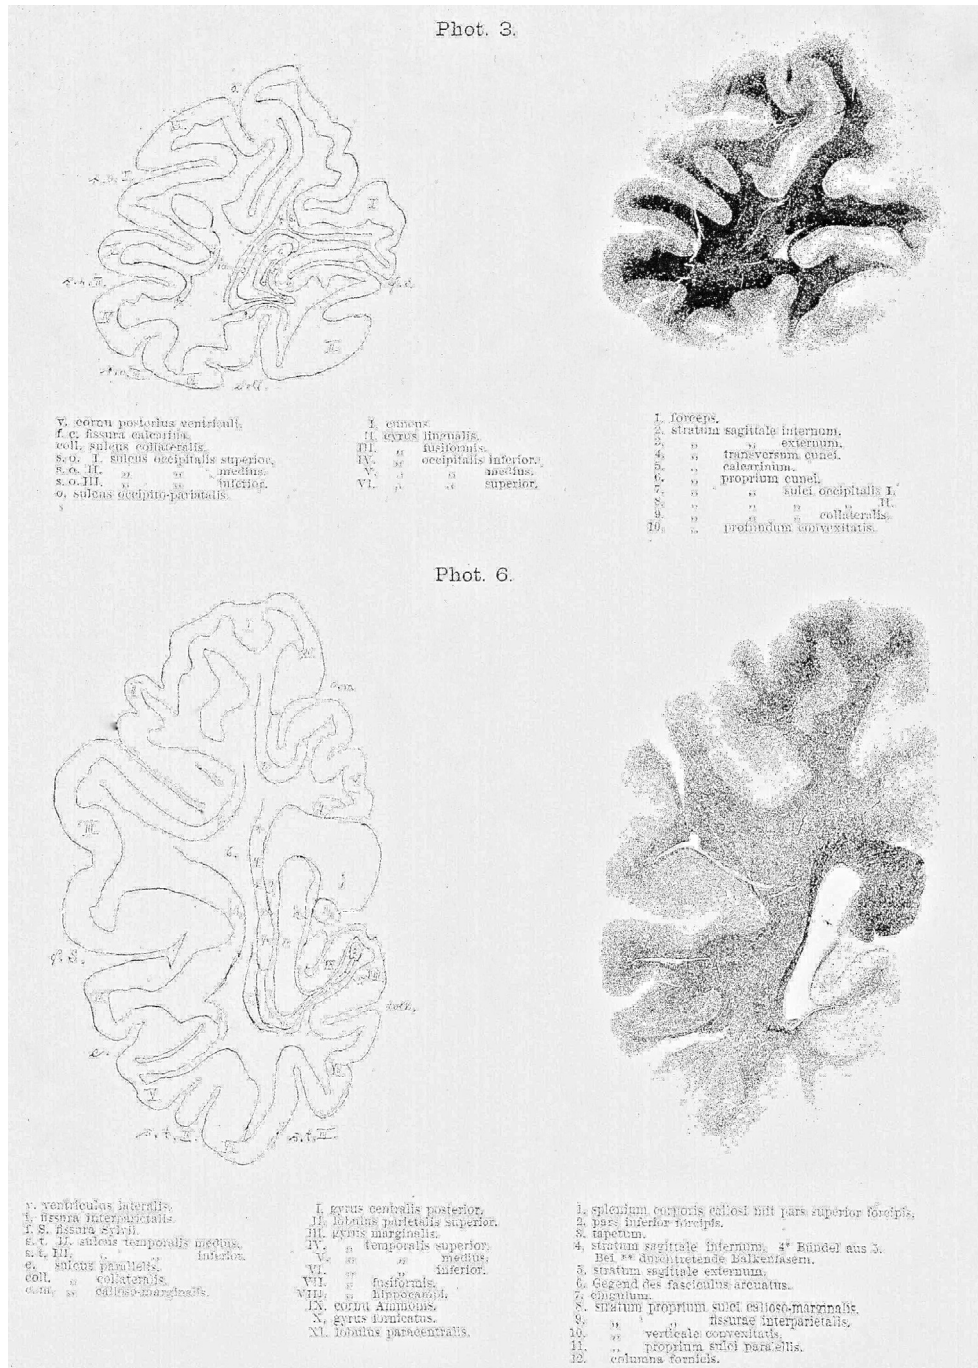 Phot. 3.
v. cornu posterius ventriculi.
f. c. fissura calcarina.
coll. sulcus collateralis.
s. o. I. sulcus occipitalis superior.
s. o. II. „ „ medius.
s. o. III. „ „ inferior.
o. sulcus occipito-parietalis.
I. cuneus.
II. gyrus lingualis.
III. „ fusiformis.
IV. „ occipitalis inferior.
V. „ „ medius.
VI. „ „ superior.
1. forceps.
2. stratum sagittale internum.
3. „ „ externum.
4. „ transversum cunei.
5. „ calcarinum.
6. „ proprium cunei.
7. „ „ sulci occipitalis I.
8. „ „ „ „ II.
9. „ „ „ collateralis.
10. „ profundum convexitatis.
Phot. 6.
v. ventriculus lateralis.
i. fissura interparietalis.
f. S. fissura Sylvii.
s. t. II. sulcus temporalis medius.
s. t. III. „ „ inferior.
e. sulcus parallelis.
coll. „ collateralis.
c. m. „ calloso-marginalis.
I. gyrus centralis posterior.
II. lobulus parietalis superior.
III. gyrus marginalis.
IV. „ temporalis superior.
V. „ „ medius.
VI. „ „ inferior.
VII. „ fusiformis.
VIII. „ hippocampi.
IX. cornu Ammonis.
X. gyrus fornicatus.
XI. lobulus paracentralis.
1. splenium corporis callosi mit pars superior forcipis.
2. pars inferior forcipis.
3. tapetum.
4. stratum sagittale internum. Bündel aus 3.
Bei durchtretende Balkenfasern.
5. stratum sagittale externum.
6. Gegend des fasciculus arcuatus.
7. cingulum.
8. stratum proprium sulci calloso-marginalis.
9. „ „ fissurae interparietalis.
10. „ verticale convexitatis.
11. „ proprium sulci parallelis.
12. columna fornicis.